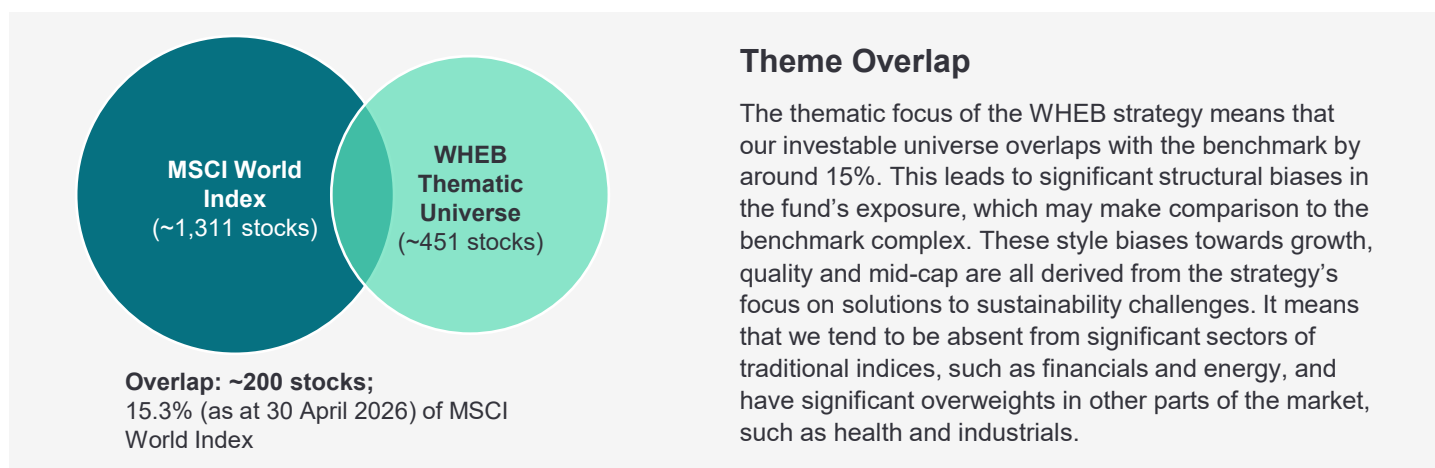 MSCI World
Index
(~1,311 stocks)
WHEB
Thematic
Universe
(~451 stocks)
Overlap: ~200 stocks;
15.3% (as at 30 April 2026) of MSCI
World Index
Theme Overlap
The thematic focus of the WHEB strategy means that
our investable universe overlaps with the benchmark by
around 15%. This leads to significant structural biases in
the fund’s exposure, which may make comparison to the
benchmark complex. These style biases towards growth,
quality and mid-cap are all derived from the strategy’s
focus on solutions to sustainability challenges. It means
that we tend to be absent from significant sectors of
traditional indices, such as financials and energy, and
have significant overweights in other parts of the market,
such as health and industrials.